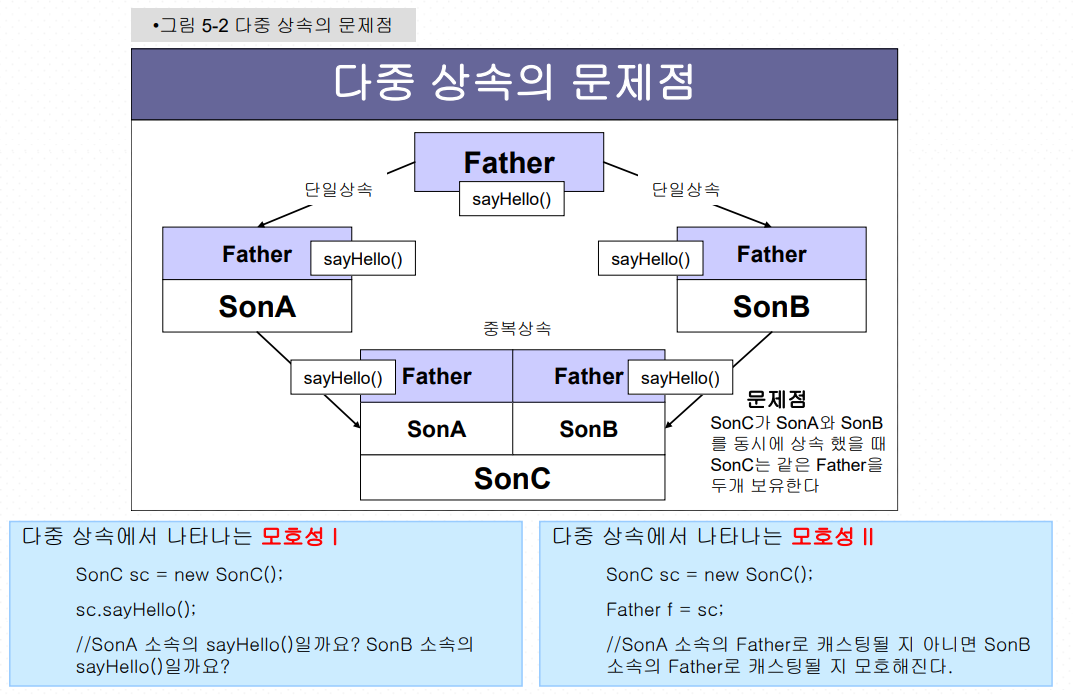 •그림 5-2 다중 상속의 문제점
다중 상속의 문제점
Father
sayHello()
단일상속
단일상속
Father
sayHello()
SonA
sayHello()
Father
SonB
중복상속
sayHello()
Father
Father
sayHello()
SonA
SonB
SonC
문제점
SonC가 SonA와 SonB
를 동시에 상속 했을 때
SonC는 같은 Father을
두개 보유한다
다중 상속에서 나타나는 모호성 I
SonC sc = new SonC();
sc.sayHello();
//SonA 소속의 sayHello()일까요? SonB 소속의
sayHello()일까요?
다중 상속에서 나타나는 모호성 II
SonC sc = new SonC();
Father f = sc;
//SonA 소속의 Father로 캐스팅될 지 아니면 SonB
소속의 Father로 캐스팅될 지 모호해진다.